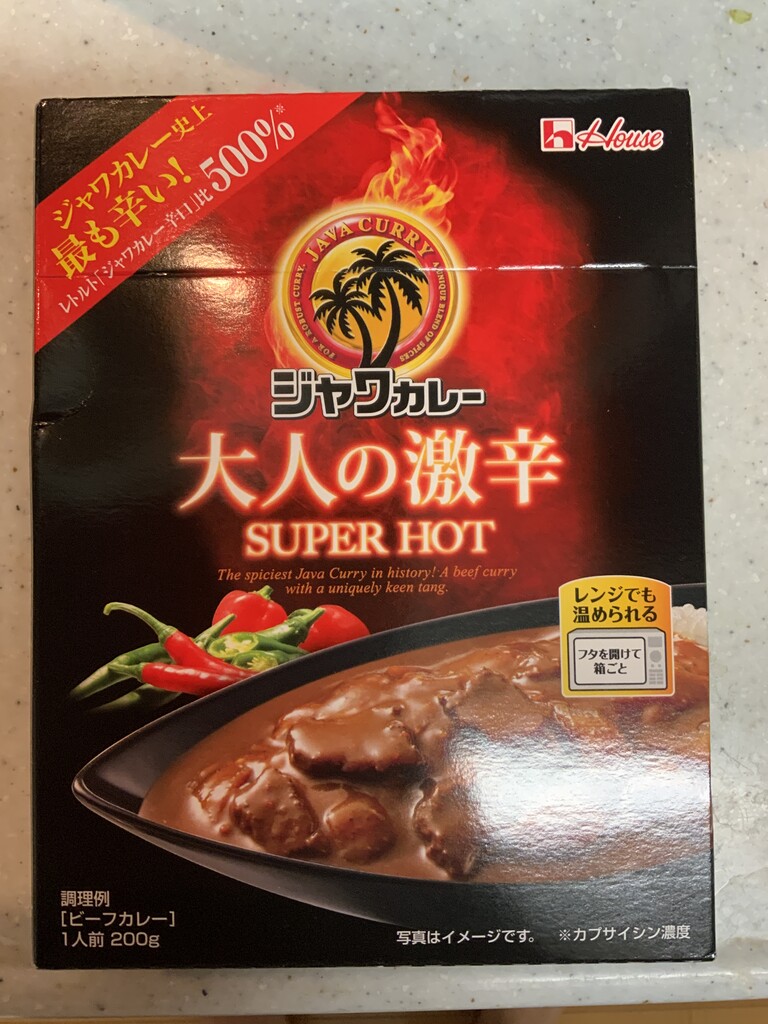 ジャワカレー史上
最も辛い!
レトルト「ジャワカレー辛口」比500%※
House
JAVA CURRY
FOR A ROBUST CURRY.
A UNIQUE BLEND OF SPICES
ジャワカレー
大人の激辛
SUPER HOT
The spiciest Java Curry in history! A beef curry
with a uniquely keen tang.
レンジでも
温められる
フタを開けて
箱ごと
調理例
[ビーフカレー]
1人前 200g
写真はイメージです。 ※カプサイシン濃度